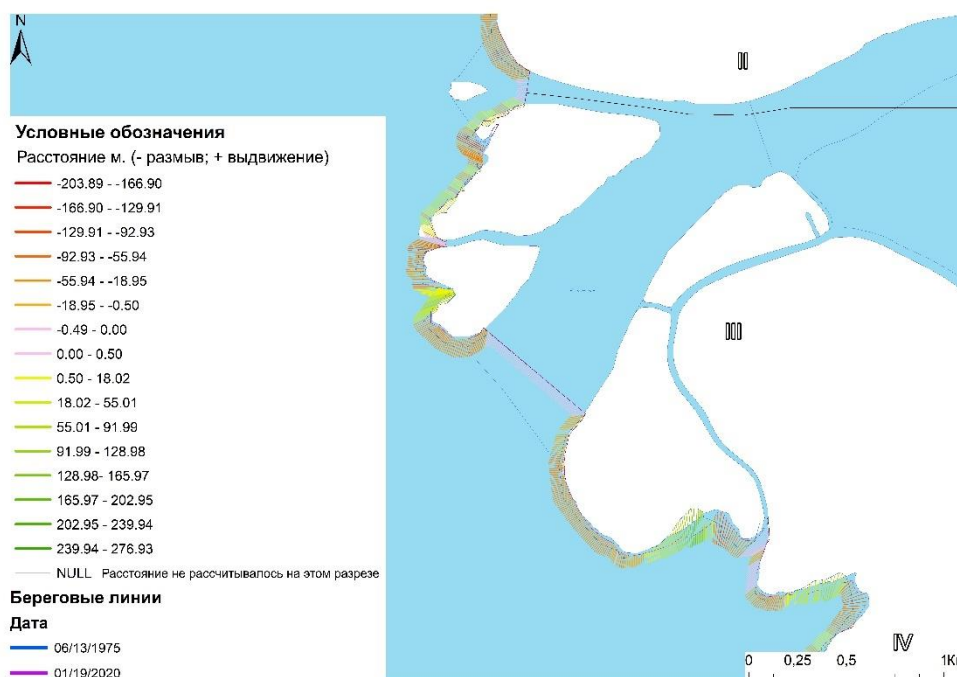 N
II
Условные обозначения
Расстояние м. (- размыв; + выдвижение)
-203.89 - -166.90
-166.90 - -129.91
-129.91 - -92.93
-92.93 - -55.94
-55.94 - -18.95
-18.95 - -0.50
-0.49 - 0.00
0.00 - 0.50
0.50 - 18.02
18.02 - 55.01
55.01 - 91.99
91.99 - 128.98
128.98- 165.97
165.97 - 202.95
202.95 - 239.94
239.94 - 276.93
NULL Расстояние не рассчитывалось на этом разрезе
Береговые линии
Дата
06/13/1975
01/19/2020
III
IV
0 0,25 0,5 1Км